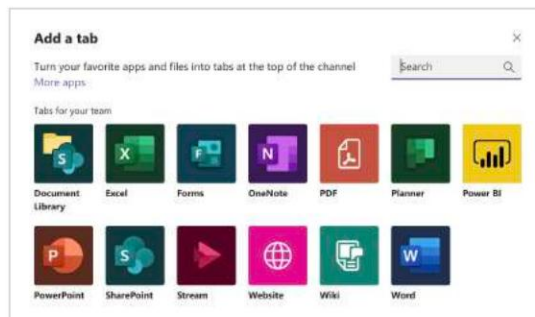 Add a tab
Turn your favorite apps and files into tabs at the top of the channel
Search
More apps
Tabs for your team
S
X
F
N
Document Library
Excel
Forms
OneNote
PDF
Planner
Power BI
P
S
W
PowerPoint
SharePoint
Stream
Website
Wiki
Word